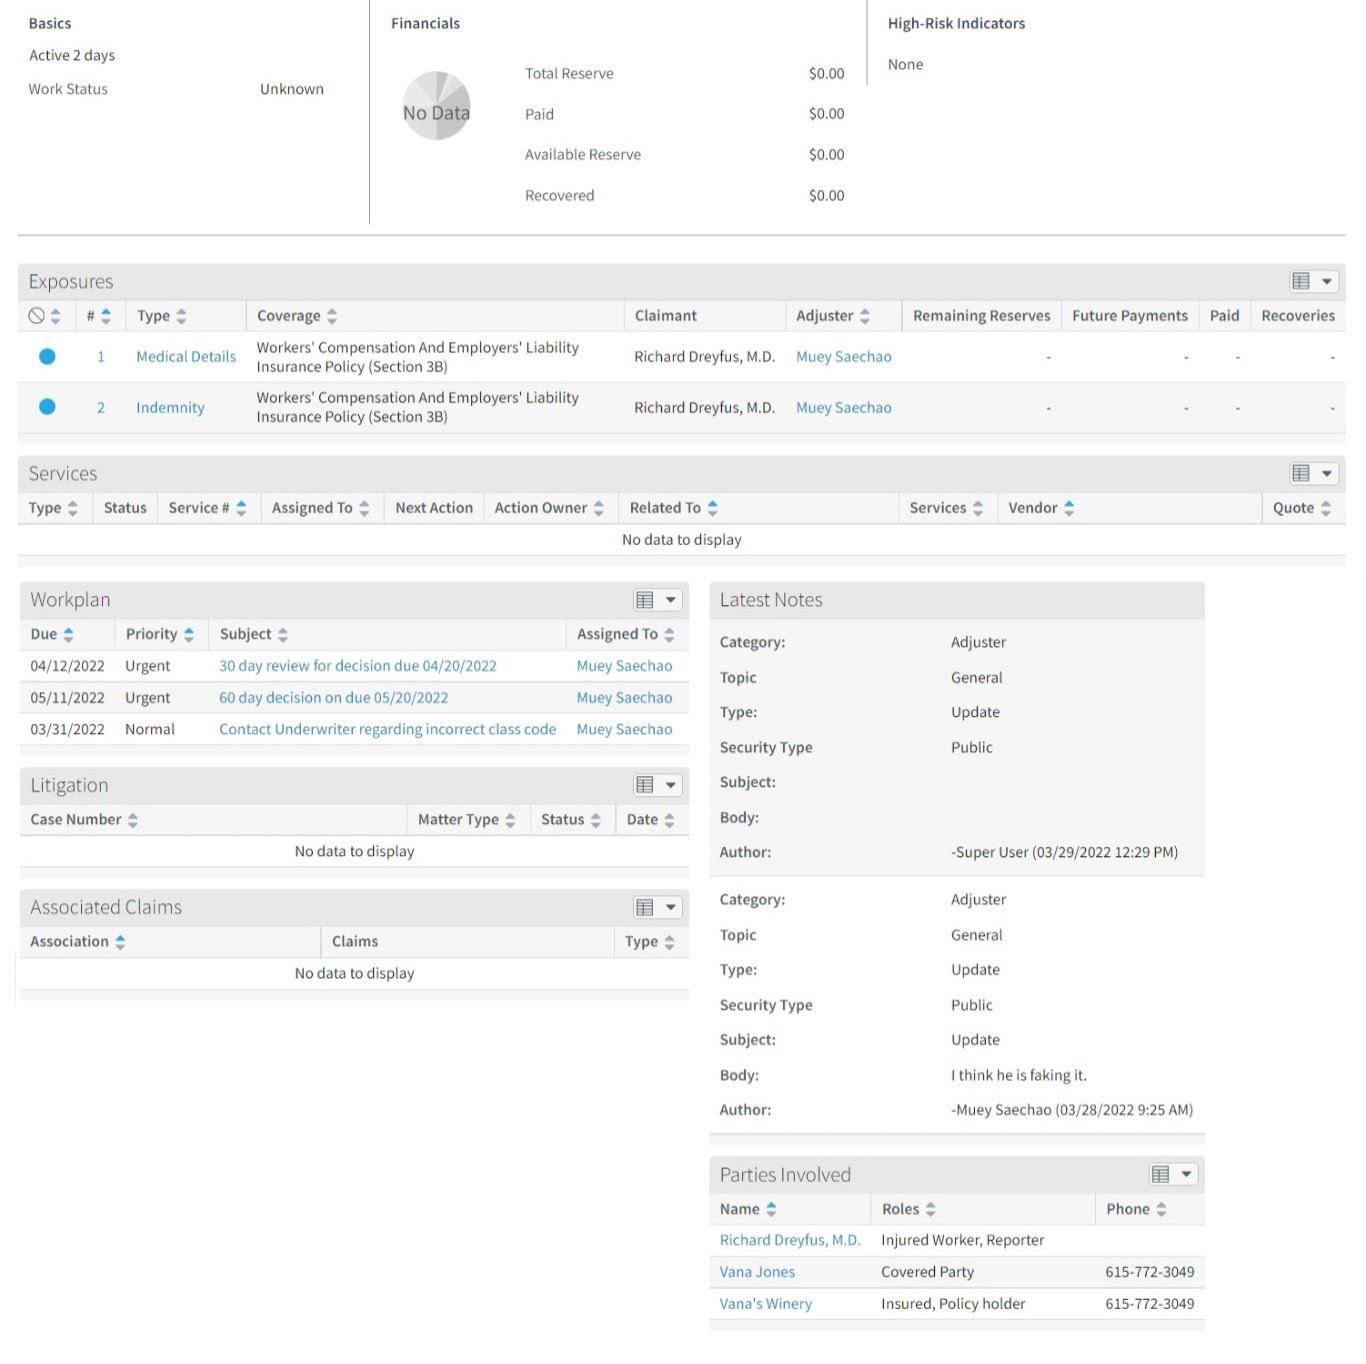 Basics
Active 2 days
Work Status Unknown
Financials
No Data
Total Reserve $0.00
Paid $0.00
Available Reserve $0.00
Recovered $0.00
High-Risk Indicators
None
Exposures
# Type Coverage Claimant Adjuster Remaining Reserves Future Payments Paid Recoveries
1 Medical Details Workers' Compensation And Employers' Liability
Insurance Policy (Section 3B) Richard Dreyfus, M.D. Muey Saechao - - - -
2 Indemnity Workers' Compensation And Employers' Liability
Insurance Policy (Section 3B) Richard Dreyfus, M.D. Muey Saechao - - - -
Services
Type Status Service # Assigned To Next Action Action Owner Related To Services Vendor Quote
No data to display
Workplan
Due Priority Subject Assigned To
04/12/2022 Urgent 30 day review for decision due 04/20/2022 Muey Saechao
05/11/2022 Urgent 60 day decision on due 05/20/2022 Muey Saechao
03/31/2022 Normal Contact Underwriter regarding incorrect class code Muey Saechao
Litigation
Case Number Matter Type Status Date
No data to display
Associated Claims
Association Claims Type
No data to display
Latest Notes
Category: Adjuster
Topic General
Type: Update
Security Type Public
Subject:
Body:
Author: -Super User (03/29/2022 12:29 PM)
Category: Adjuster
Topic General
Type: Update
Security Type Public
Subject: Update
Body: I think he is faking it.
Author: -Muey Saechao (03/28/2022 9:25 AM)
Parties Involved
Name Roles Phone
Richard Dreyfus, M.D. Injured Worker, Reporter
Vana Jones Covered Party 615-772-3049
Vana's Winery Insured, Policy holder 615-772-3049